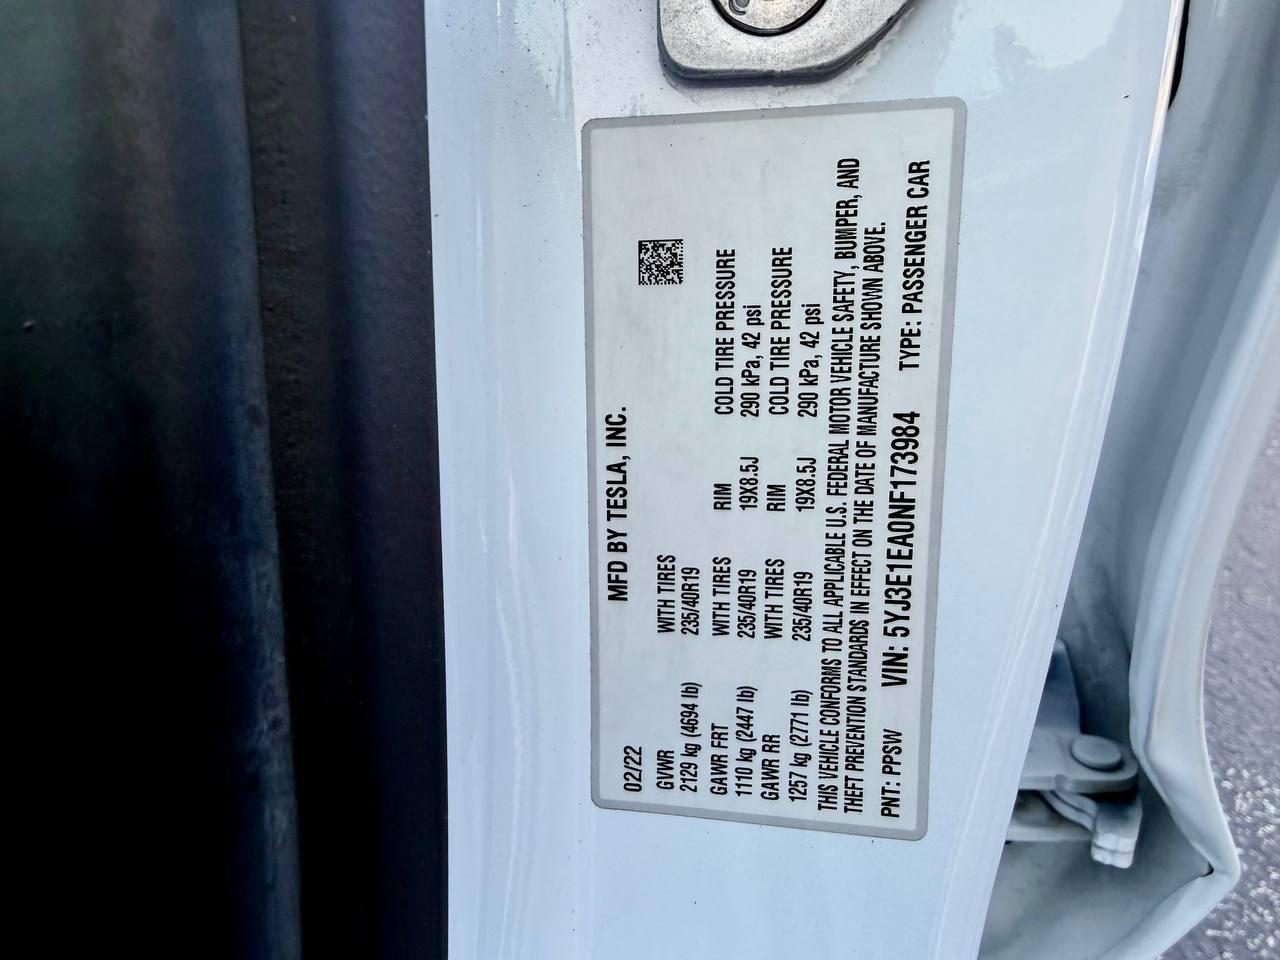 MFD BY TESLA, INC.
02/22
GVWR WITH TIRES
2129 kg (4694 lb) 235/40R19
GAWR FRT WITH TIRES RIM COLD TIRE PRESSURE
1110 kg (2447 lb) 235/40R19 19X8.5J 290 kPa, 42 psi
GAWR RR WITH TIRES RIM COLD TIRE PRESSURE
1257 kg (2771 lb) 235/40R19 19X8.5J 290 kPa, 42 psi
THIS VEHICLE CONFORMS TO ALL APPLICABLE U.S. FEDERAL MOTOR VEHICLE SAFETY, BUMPER, AND
THEFT PREVENTION STANDARDS IN EFFECT ON THE DATE OF MANUFACTURE SHOWN ABOVE.
PNT: PPSW VIN: 5YJ3E1EA0NF173984 TYPE: PASSENGER CAR